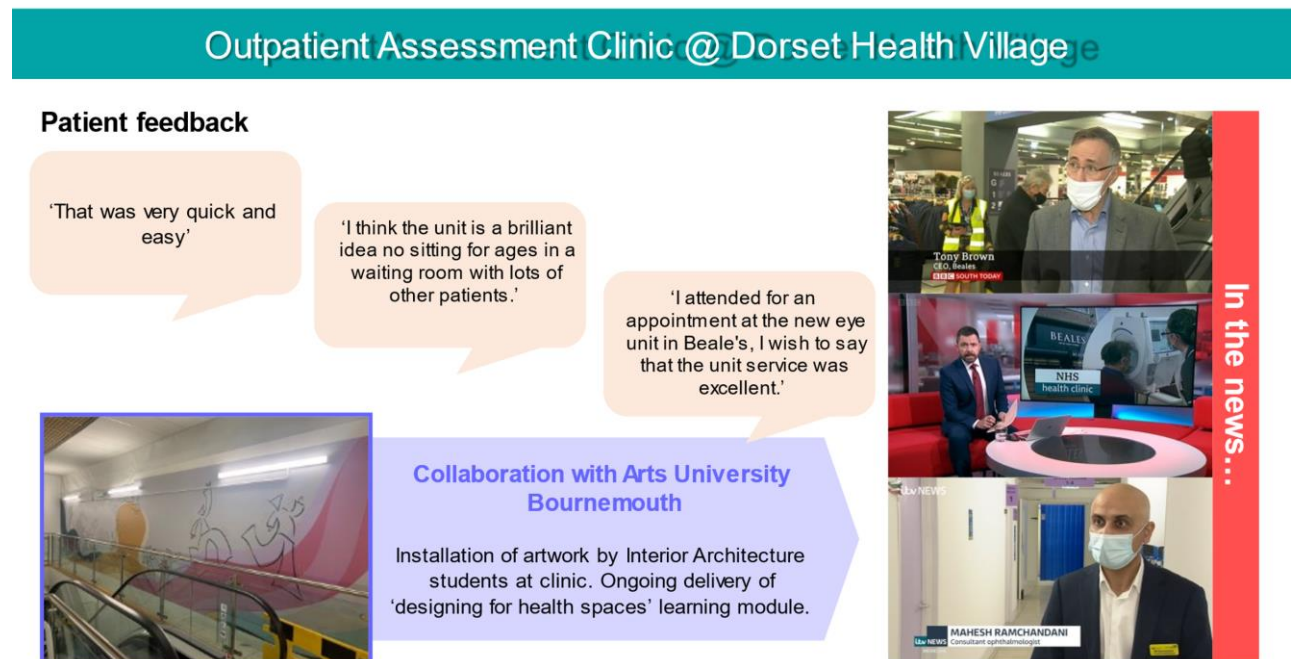 Outpatient Assessment Clinic @ Dorset Health Village
Patient feedback
‘That was very quick and
easy’
‘I think the unit is a brilliant
idea no sitting for ages in a
waiting room with lots of
other patients.’
‘I attended for an
appointment at the new eye
unit in Beale's, I wish to say
that the unit service was
excellent.’
Collaboration with Arts University
Bournemouth
Installation of artwork by Interior Architecture
students at clinic. Ongoing delivery of
‘designing for health spaces’ learning module.
Tony Brown
CEO, Beales
BBC SOUTH TODAY
BEALES
NHS
health clinic
itv NEWS
itv NEWS
MAHESH RAMCHANDANI
Consultant ophthalmologist
In the news...